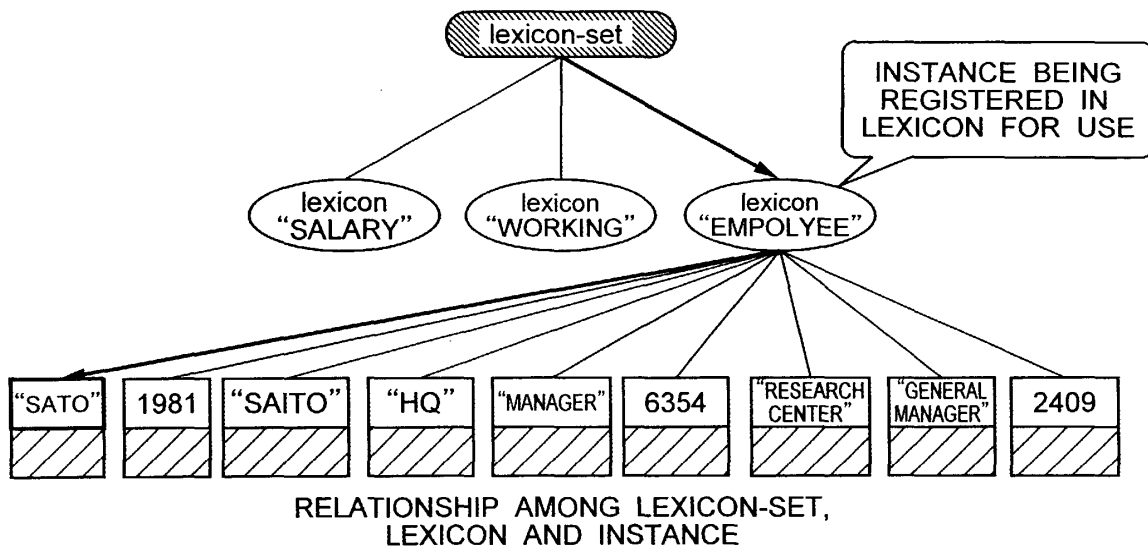 lexicon-set
INSTANCE BEING
REGISTERED IN
LEXICON FOR USE
lexicon
“SALARY”
lexicon
“WORKING”
lexicon
“EMPOLYEE”
“SATO”
1981
“SAITO”
“HQ”
“MANAGER”
6354
“RESEARCH
CENTER”
“GENERAL
MANAGER”
2409
RELATIONSHIP AMONG LEXICON-SET,
LEXICON AND INSTANCE